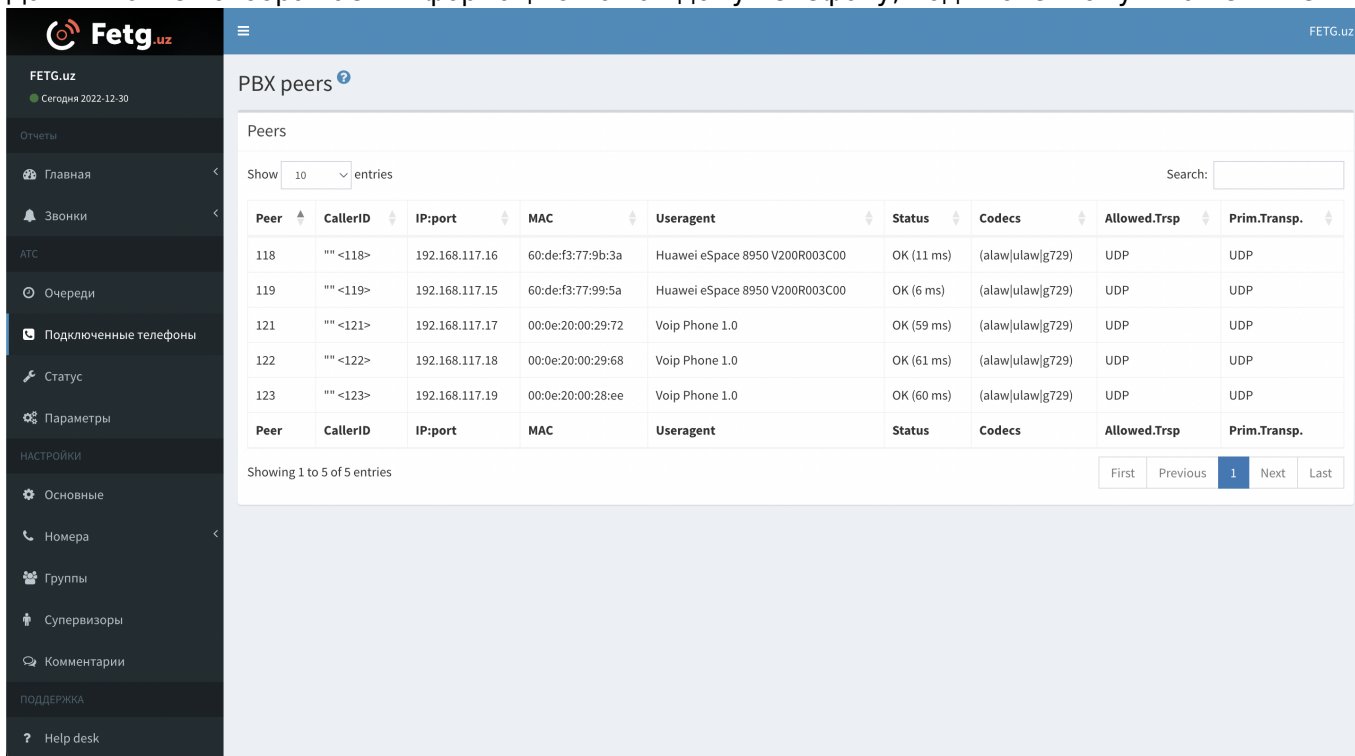 Fetg.uz
FETG.uz
FETG.uz
Сегодня 2022-12-30
Отчеты
Главная
Звонки
АТС
Очереди
Подключенные телефоны
Статус
Параметры
НАСТРОЙКИ
Основные
Номера
Группы
Супервизоры
Комментарии
ПОДДЕРЖКА
? Help desk
PBX peers ?
Peers
Show 10 entries
Search:
Peer CallerID IP:port MAC Useragent Status Codecs Allowed.Trsp Prim.Transp.
118 "" <118> 192.168.117.16 60:de:f3:77:9b:3a Huawei eSpace 8950 V200R003C00 OK (11 ms) (alaw|ulaw|g729) UDP UDP
119 "" <119> 192.168.117.15 60:de:f3:77:99:5a Huawei eSpace 8950 V200R003C00 OK (6 ms) (alaw|ulaw|g729) UDP UDP
121 "" <121> 192.168.117.17 00:0e:20:00:29:72 Voip Phone 1.0 OK (59 ms) (alaw|ulaw|g729) UDP UDP
122 "" <122> 192.168.117.18 00:0e:20:00:29:68 Voip Phone 1.0 OK (61 ms) (alaw|ulaw|g729) UDP UDP
123 "" <123> 192.168.117.19 00:0e:20:00:28:ee Voip Phone 1.0 OK (60 ms) (alaw|ulaw|g729) UDP UDP
Peer CallerID IP:port MAC Useragent Status Codecs Allowed.Trsp Prim.Transp.
Showing 1 to 5 of 5 entries
First Previous 1 Next Last